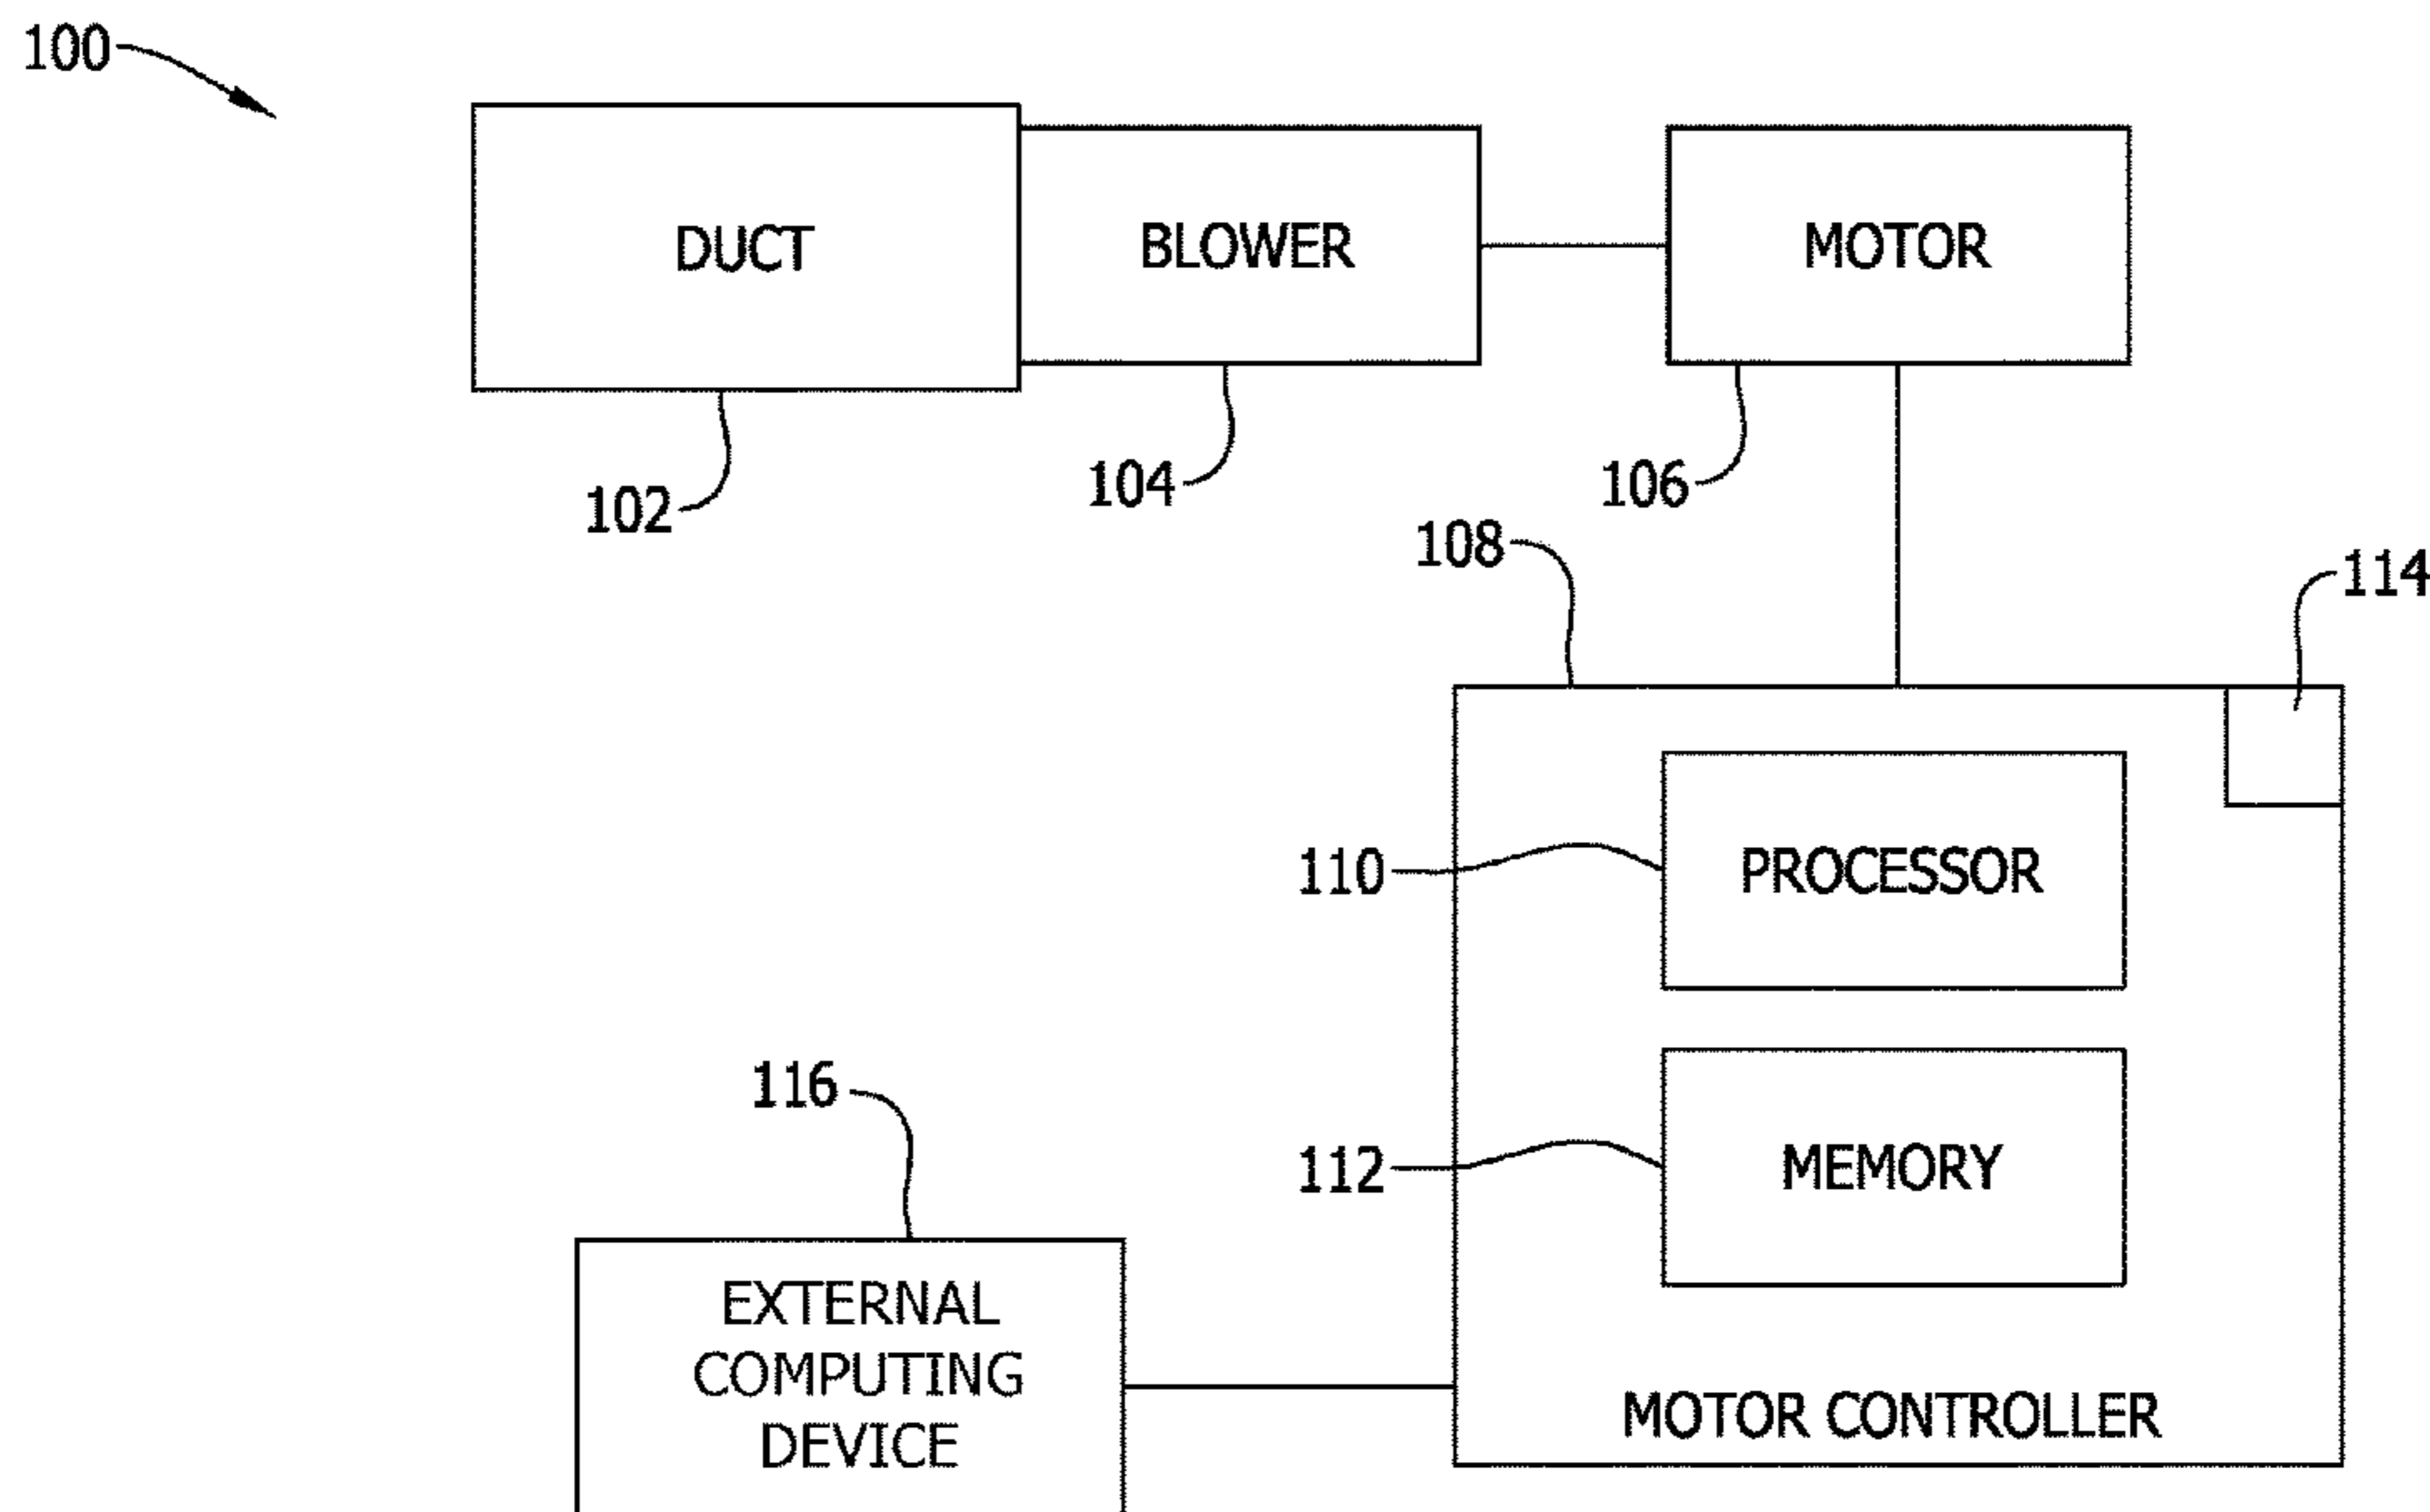 100
DUCT
BLOWER
MOTOR
102
104
106
108
114
110
PROCESSOR
112
MEMORY
116
EXTERNAL
COMPUTING
DEVICE
MOTOR CONTROLLER